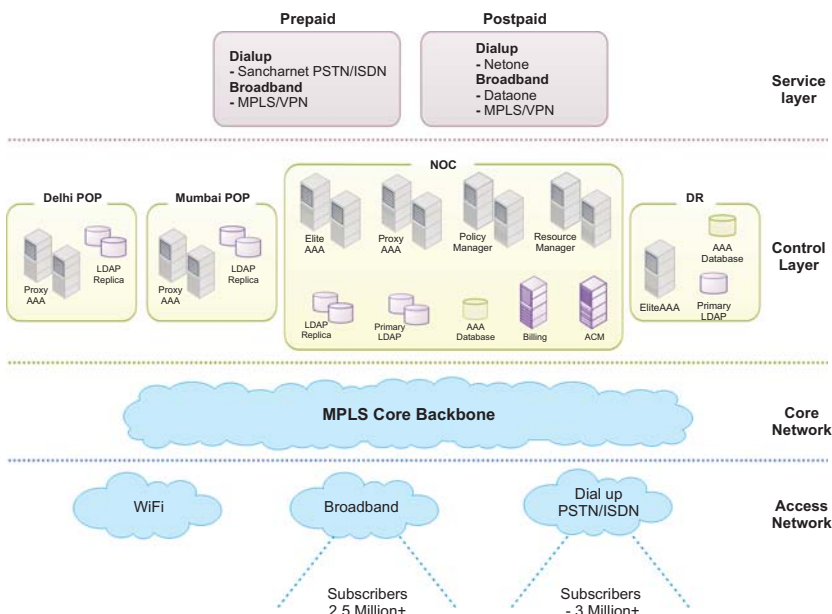 Prepaid
Postpaid
Dialup
- Sancharnet PSTN/ISDN
Broadband
- MPLS/VPN
Dialup
- Netone
Broadband
- Dataone
- MPLS/VPN
Service
layer
Delhi POP
Proxy
AAA
LDAP
Replica
Mumbai POP
Proxy
AAA
LDAP
Replica
NOC
Elite
AAA
Proxy
AAA
Policy
Manager
Resource
Manager
LDAP
Replica
Primary
LDAP
AAA
Database
Billing
ACM
DR
EliteAAA
AAA
Database
Primary
LDAP
Control
Layer
MPLS Core Backbone
Core
Network
WiFi
Broadband
Dial up
PSTN/ISDN
Access
Network
Subscribers
2.5 Million+
Subscribers
- 3 Million+